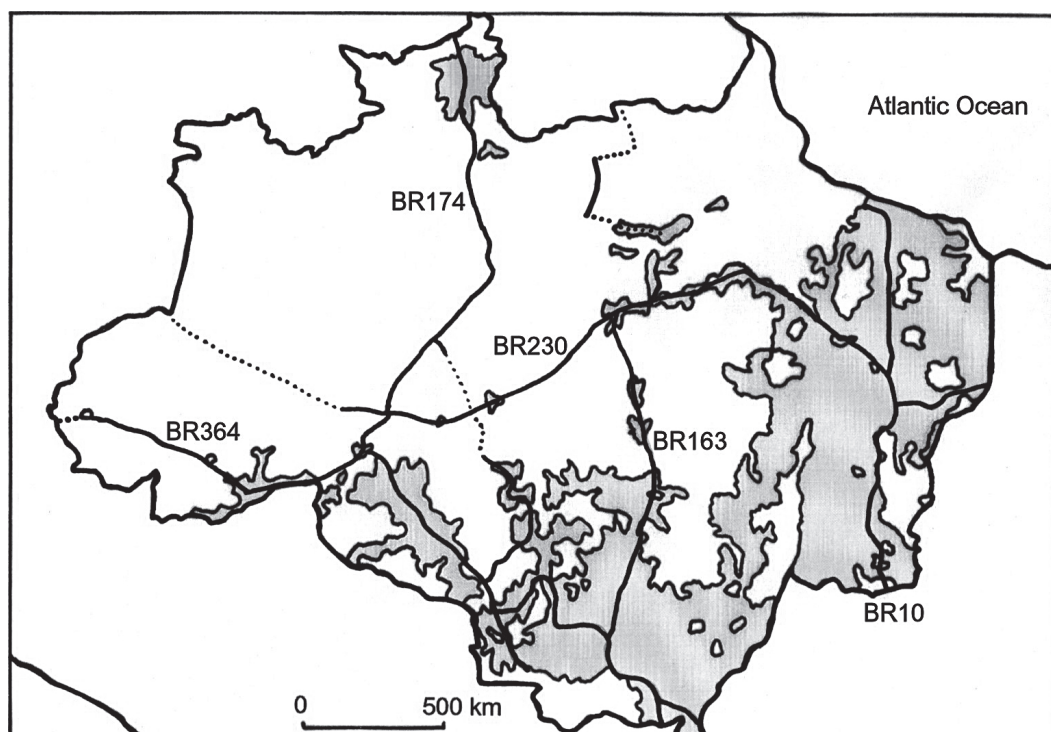 Atlantic Ocean
BR174
BR230
BR364
BR163
BR10
0 500 km